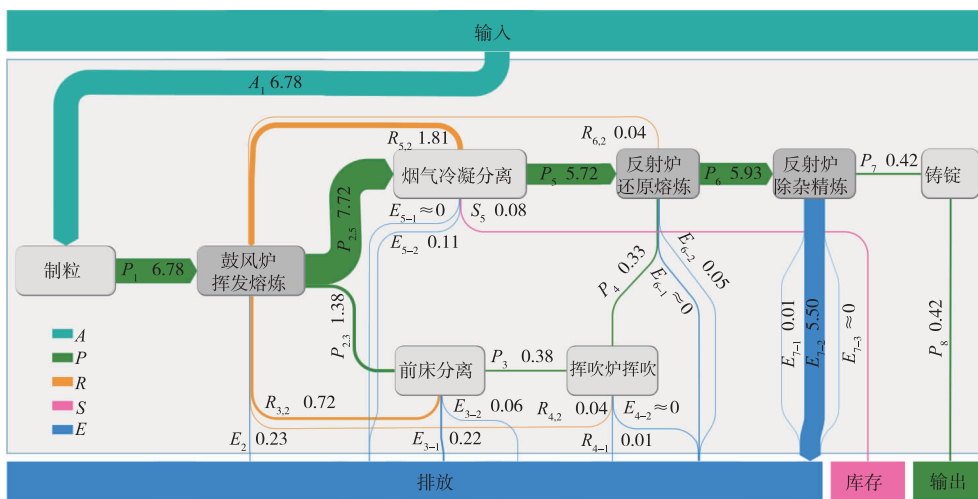 输入
A1 6.78
R5,2 1.81
R6,2 0.04
烟气冷凝分离
P5 5.72
反射炉
还原熔炼
P6 5.93
反射炉
除杂精炼
P7 0.42
铸锭
P2,5 7.72
E5-1≈0
S5 0.08
E5-2 0.11
制粒
P1 6.78
鼓风炉
挥发熔炼
P2,3 1.38
P4 0.33
E6-2 0.05
E6-1≈0
E7-1 0.01
E7-2 5.50
E7-3≈0
P8 0.42
A
P
R
S
E
前床分离
P3 0.38
挥吹炉挥吹
R3,2 0.72
E3-2 0.06
R4,2 0.04
E4-2≈0
E2 0.23
E3-1 0.22
R4-1 0.01
排放
库存
输出